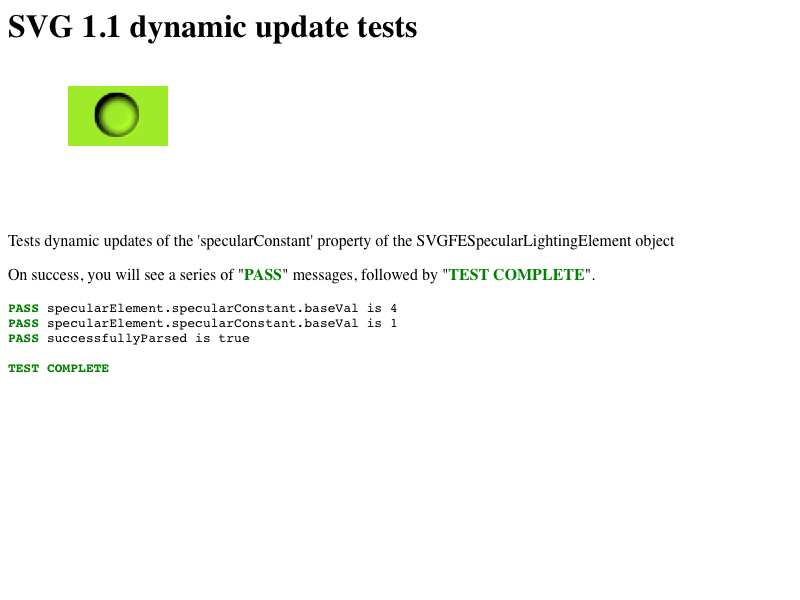 SVG 1.1 dynamic update tests
Tests dynamic updates of the 'specularConstant' property of the SVGFESpecularLightingElement object
On success, you will see a series of "PASS" messages, followed by "TEST COMPLETE".
PASS specularElement.specularConstant.baseVal is 4
PASS specularElement.specularConstant.baseVal is 1
PASS successfullyParsed is true
TEST COMPLETE